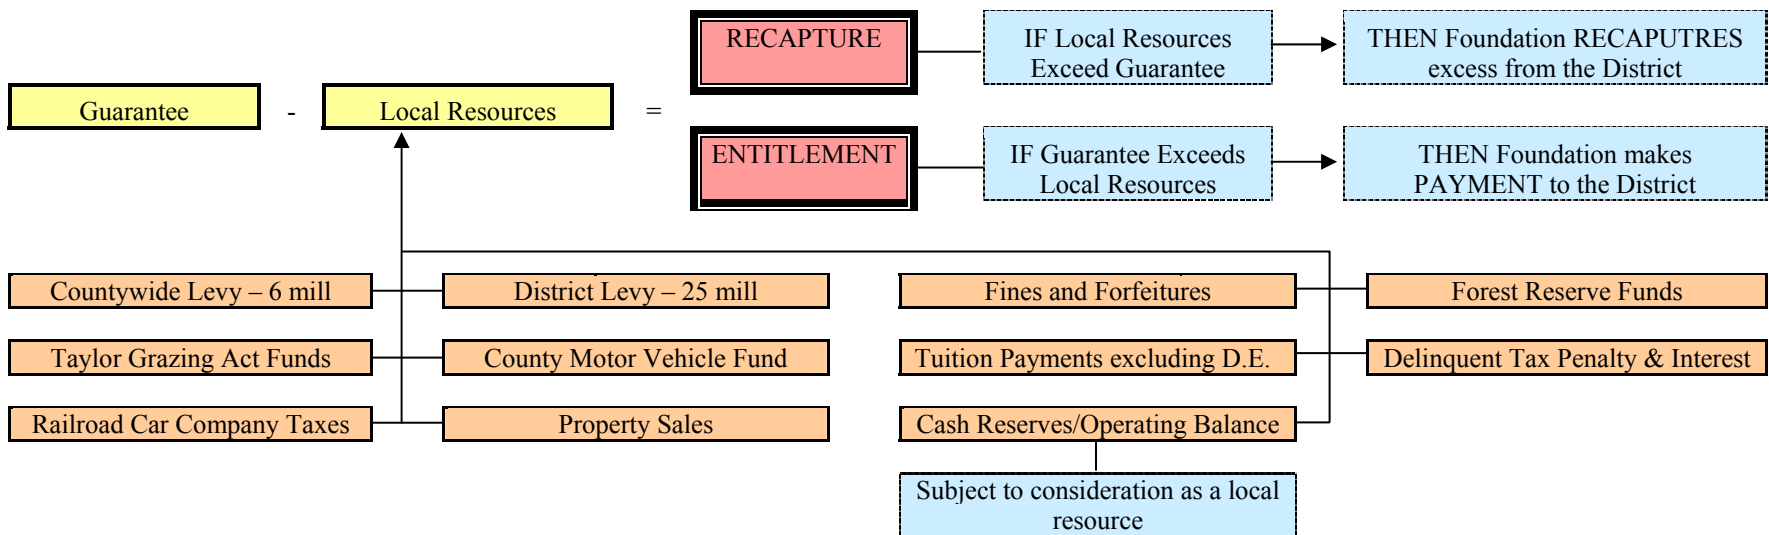 RECAPTURE
IF Local Resources
Exceed Guarantee
THEN Foundation RECAPUTRES
excess from the District
Guarantee - Local Resources =
ENTITLEMENT
IF Guarantee Exceeds
Local Resources
THEN Foundation makes
PAYMENT to the District
Countywide Levy – 6 mill
District Levy – 25 mill
Fines and Forfeitures
Forest Reserve Funds
Taylor Grazing Act Funds
County Motor Vehicle Fund
Tuition Payments excluding D.E.
Delinquent Tax Penalty & Interest
Railroad Car Company Taxes
Property Sales
Cash Reserves/Operating Balance
Subject to consideration as a local
resource